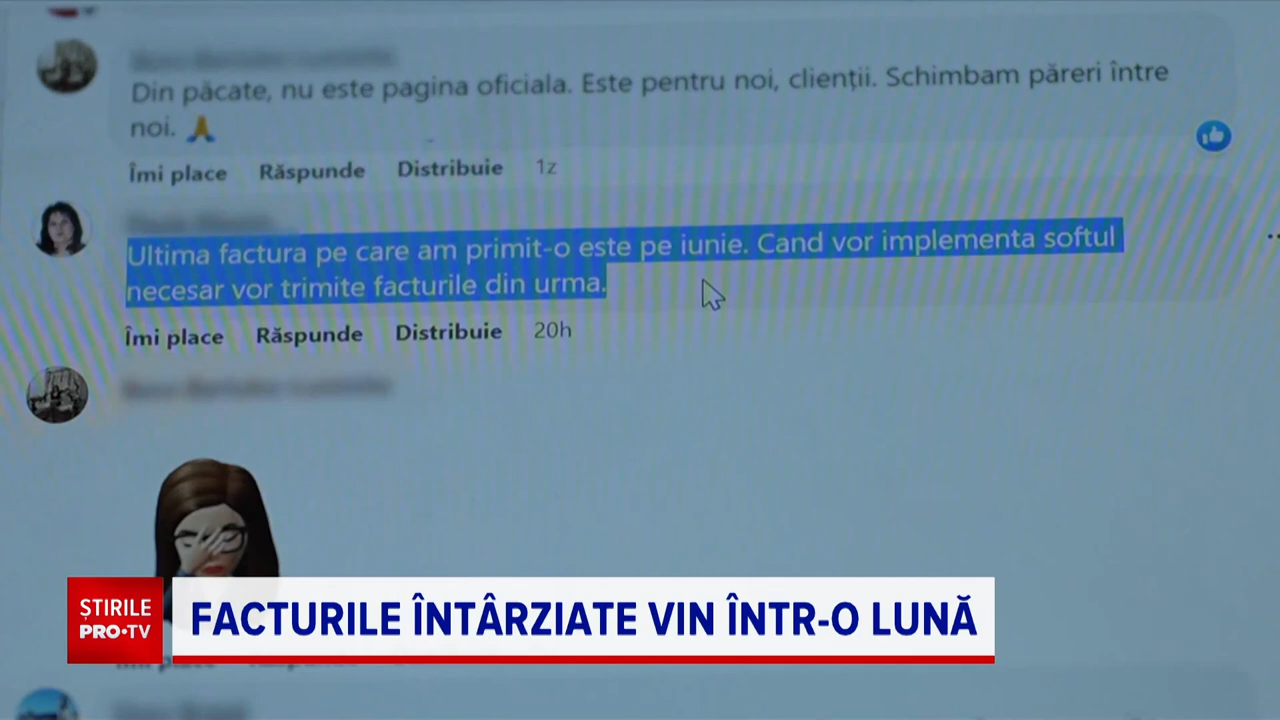 Din păcate, nu este pagina oficiala. Este pentru noi, clienții. Schimbam păreri între
noi. 🙏
Îmi place Răspunde Distribuie 1z
Ultima factura pe care am primit-o este pe iunie. Cand vor implementa softul
necesar vor trimite facturile din urma.
Îmi place Răspunde Distribuie 20h
ȘTIRILE
PRO•TV
FACTURILE ÎNTÂRZIATE VIN ÎNTR-O LUNĂ